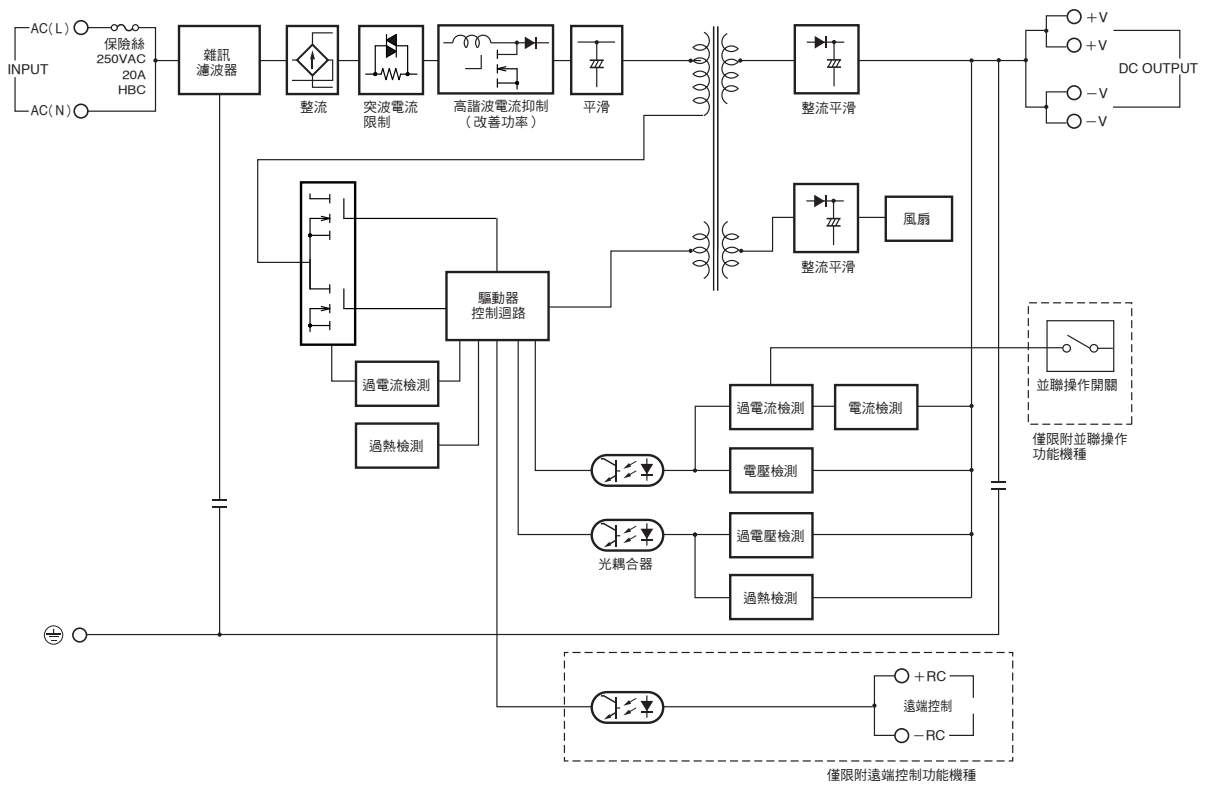 AC(L)
INPUT
AC(N)
保險絲
250VAC
20A
HBC
雜訊
濾波器
整流
突波電流
限制
高諧波電流抑制
(改善功率)
平滑
整流平滑
+V
+V
DC OUTPUT
−V
−V
整流平滑
風扇
驅動器
控制迴路
過電流檢測
過熱檢測
過電流檢測
電流檢測
並聯操作開關
僅限附並聯操作
功能機種
電壓檢測
過電壓檢測
光耦合器
過熱檢測
+RC
遠端控制
−RC
僅限附遠端控制功能機種